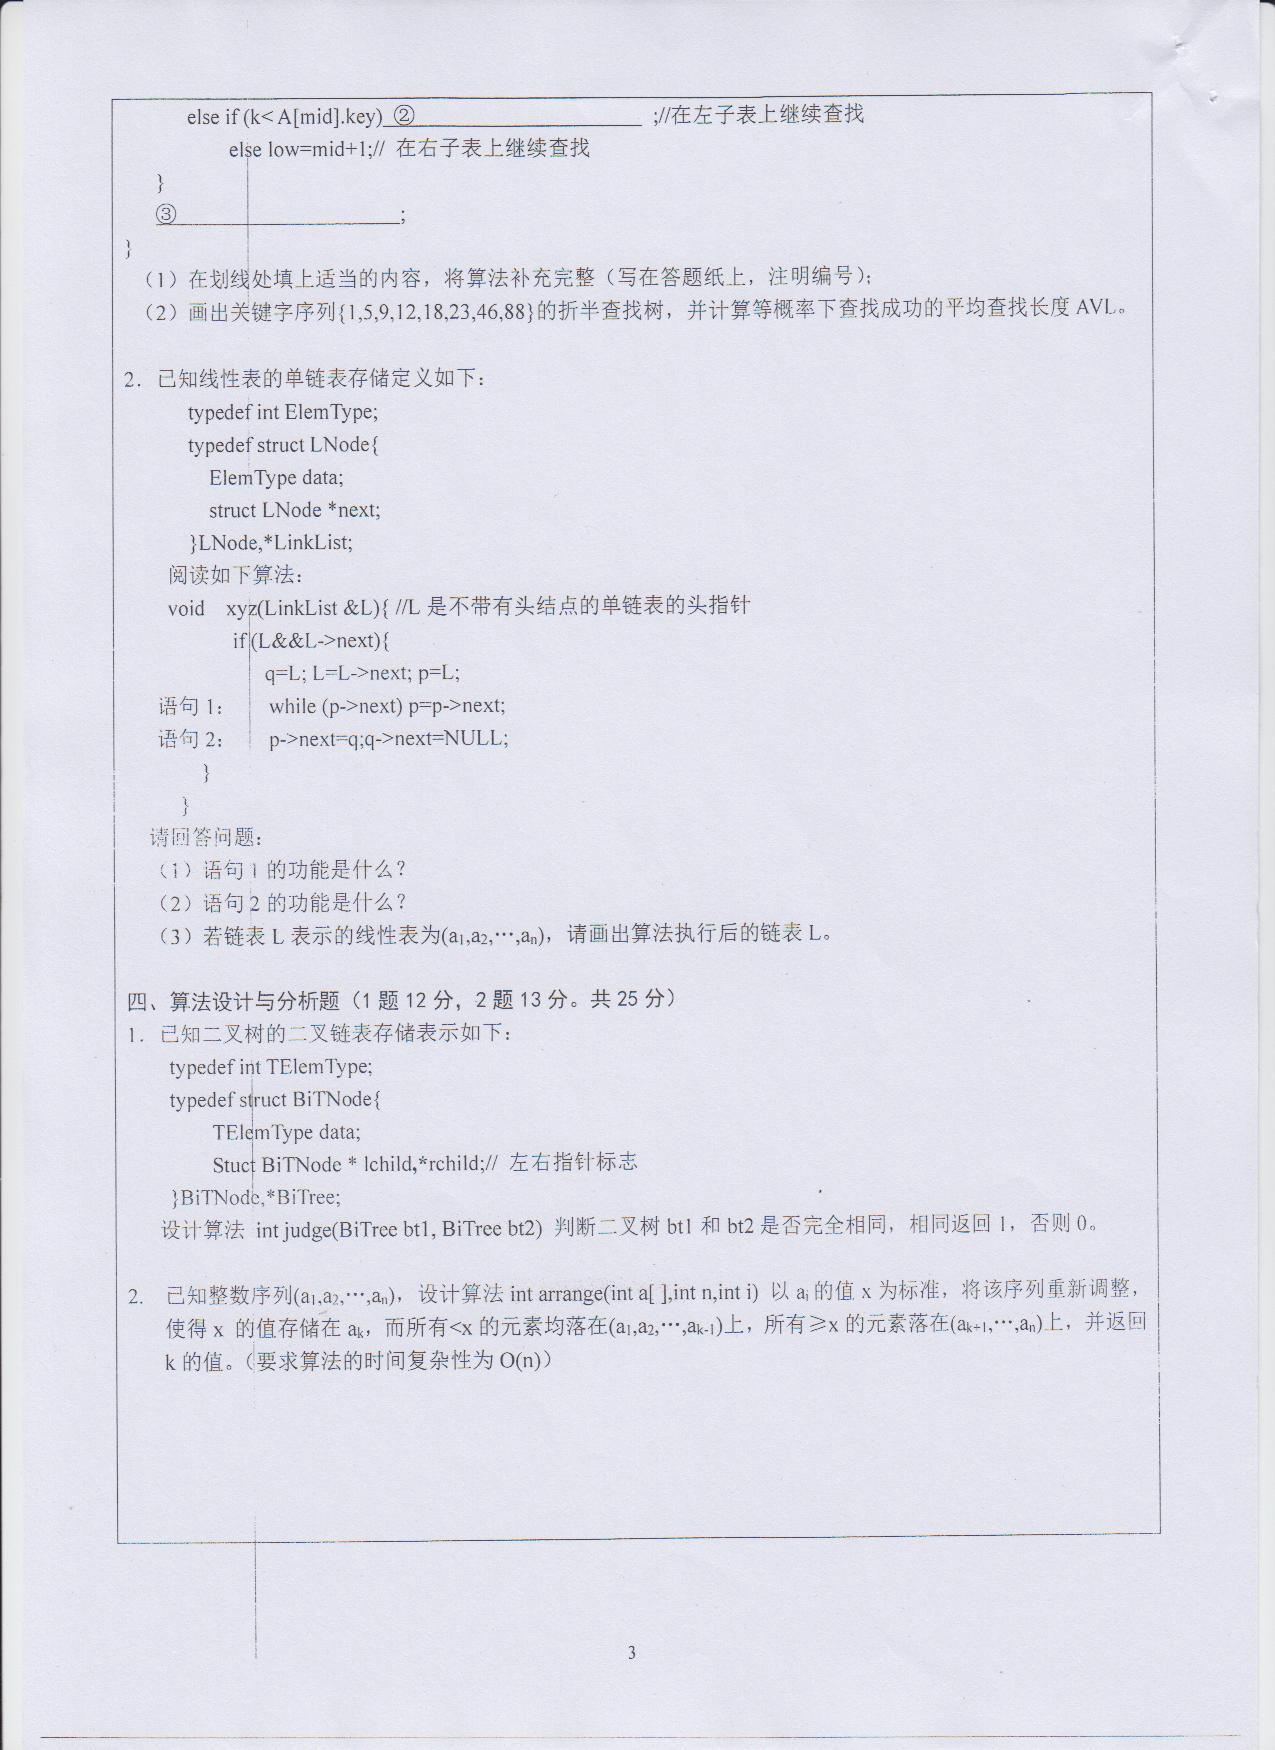 else if (k< A[mid].key) ② ;//在左子表上继续查找
else low=mid+1;// 在右子表上继续查找
}
③ ;
}
（1）在划线处填上适当的内容，将算法补充完整（写在答题纸上，注明编号）；
（2）画出关键字序列{1,5,9,12,18,23,46,88}的折半查找树，并计算等概率下查找成功的平均查找长度 AVL。
2．已知线性表的单链表存储定义如下：
typedef int ElemType;
typedef struct LNode{
ElemType data;
struct LNode *next;
}LNode,*LinkList;
阅读如下算法：
void xyz(LinkList &L){ //L 是不带有头结点的单链表的头指针
if (L&&L->next){
q=L; L=L->next; p=L;
语句 1： while (p->next) p=p->next;
语句 2： p->next=q;q->next=NULL;
}
}
请回答问题：
（1）语句 1 的功能是什么？
（2）语句 2 的功能是什么？
（3）若链表 L 表示的线性表为(a1,a2,…,an)，请画出算法执行后的链表 L。
四、算法设计与分析题（1 题 12 分，2 题 13 分。共 25 分）
1．已知二叉树的二叉链表存储表示如下：
typedef int TElemType;
typedef struct BiTNode{
TElemType data;
Stuct BiTNode * lchild,*rchild;// 左右指针标志
}BiTNode,*BiTree;
设计算法 int judge(BiTree bt1, BiTree bt2) 判断二叉树 bt1 和 bt2 是否完全相同，相同返回 1，否则 0。
2. 已知整数序列(a1,a2,…,an)，设计算法 int arrange(int a[ ],int n,int i) 以 ai 的值 x 为标准，将该序列重新调整，
使得 x 的值存储在 ak，而所有<x 的元素均落在(a1,a2,…,ak-1)上，所有≥x 的元素落在(ak+1,…,an)上，并返回
k 的值。（要求算法的时间复杂性为 O(n)）
3